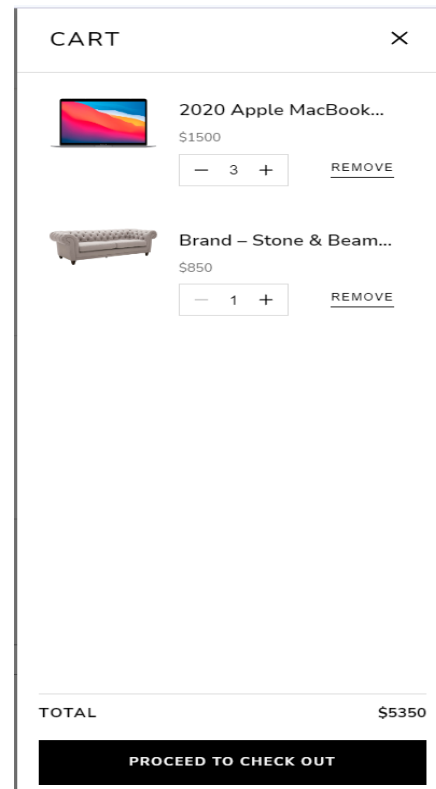 CART
2020 Apple MacBook...
$1500
— 3 +
REMOVE
Brand – Stone & Beam...
$850
— 1 +
REMOVE
TOTAL $5350
PROCEED TO CHECK OUT